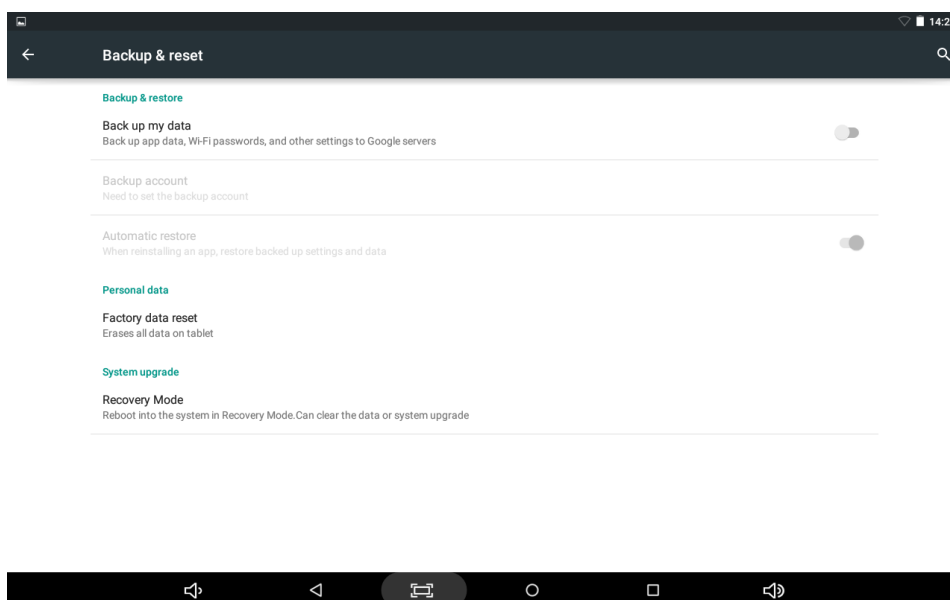 14:2
Backup & reset
Backup & restore
Back up my data
Back up app data, Wi-Fi passwords, and other settings to Google servers
Backup account
Need to set the backup account
Automatic restore
When reinstalling an app, restore backed up settings and data
Personal data
Factory data reset
Erases all data on tablet
System upgrade
Recovery Mode
Reboot into the system in Recovery Mode.Can clear the data or system upgrade